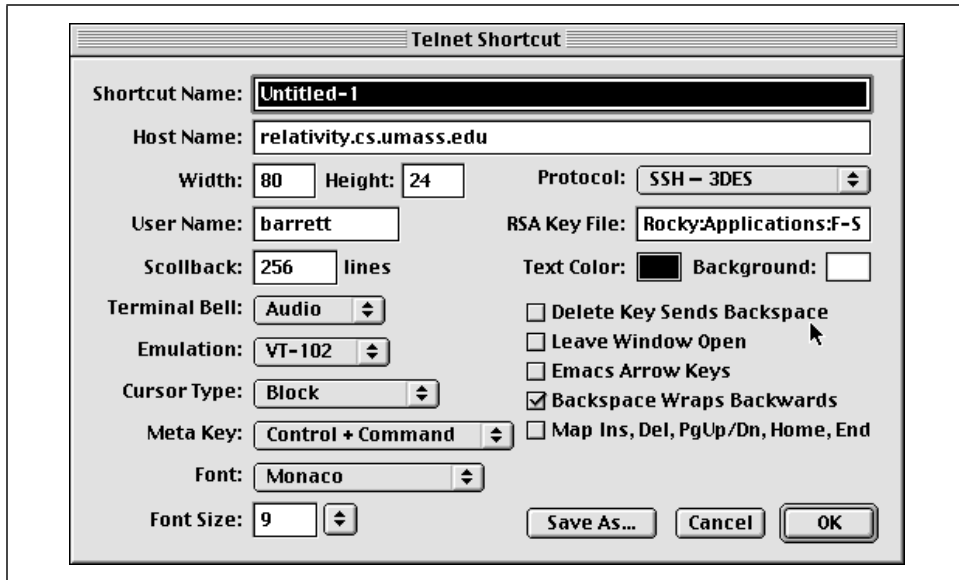 Telnet Shortcut
Shortcut Name: Untitled-1
Host Name: relativity.cs.umass.edu
Width: 80 Height: 24 Protocol: SSH – 3DES
User Name: barrett RSA Key File: Rocky:Applications:F-S
Scollback: 256 lines Text Color: Background:
Terminal Bell: Audio Delete Key Sends Backspace
Emulation: VT-102 Leave Window Open
Emacs Arrow Keys
Cursor Type: Block Backspace Wraps Backwards
Meta Key: Control + Command Map Ins, Del, PgUp/Dn, Home, End
Font: Monaco
Font Size: 9 Save As... Cancel OK